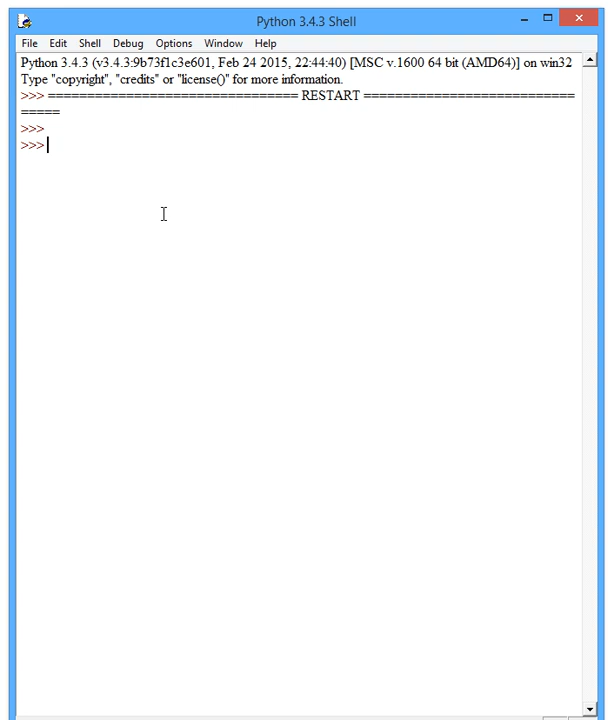 Python 3.4.3 Shell
File Edit Shell Debug Options Window Help
Python 3.4.3 (v3.4.3:9b73f1c3e601, Feb 24 2015, 22:44:40) [MSC v.1600 64 bit (AMD64)] on win32
Type "copyright", "credits" or "license()" for more information.
>>> ================================ RESTART ===========================
=====
>>>
>>>